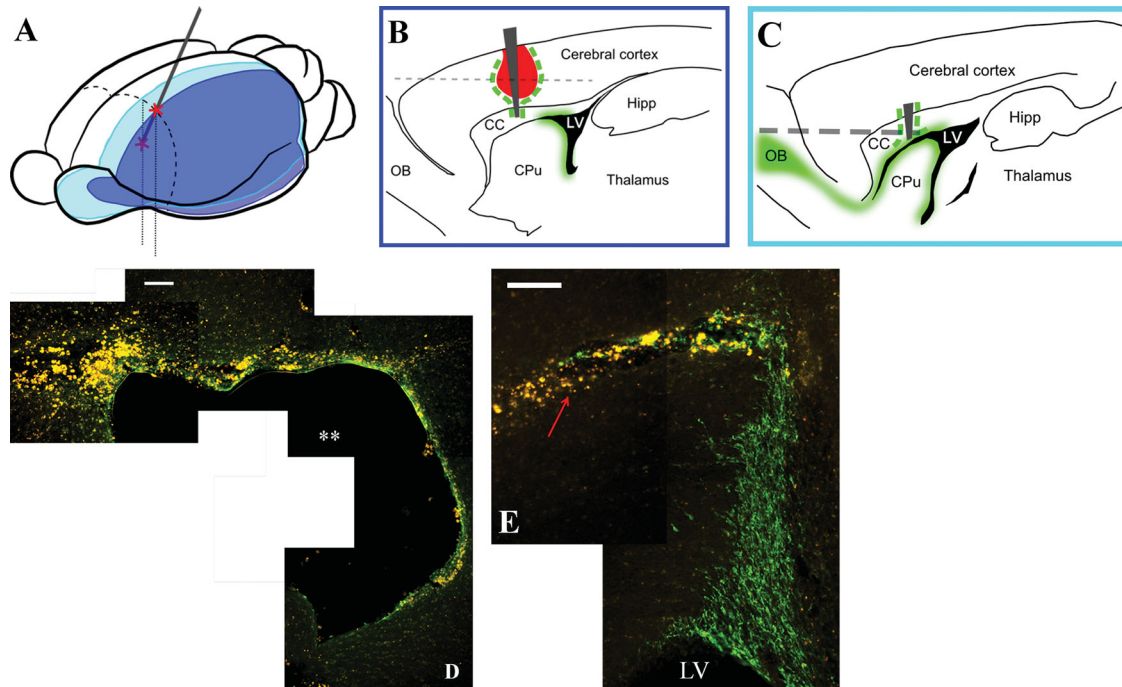 A
B
Cerebral cortex
Hipp
CC
LV
OB
CPu
Thalamus
C
Cerebral cortex
Hipp
OB
CC
LV
CPu
Thalamus
**
D
E
LV